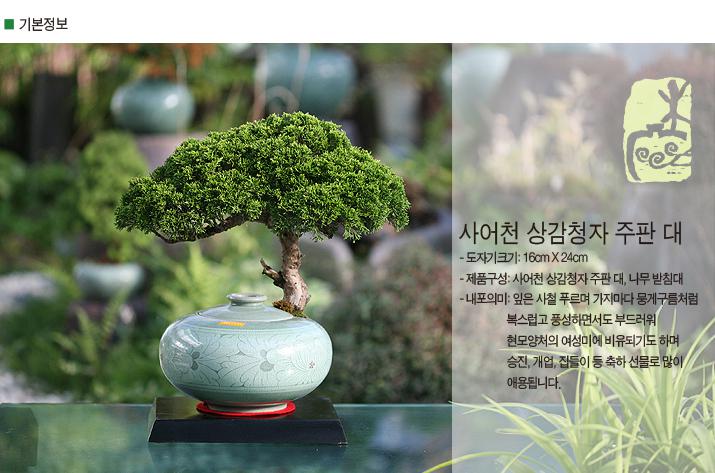 기본정보
사어천 상감청자 주판 대
- 도자기크기: 16cm X 24cm
- 제품구성: 사어천 상감청자 주판 대, 나무 받침대
- 내포의미: 잎은 사철 푸르며 가지마다 뭉게구름처럼
복스럽고 풍성하면서도 부드러워
현모양처의 여성미에 비유되기도 하며
승진, 개업, 집들이 등 축하 선물로 많이
애용됩니다.